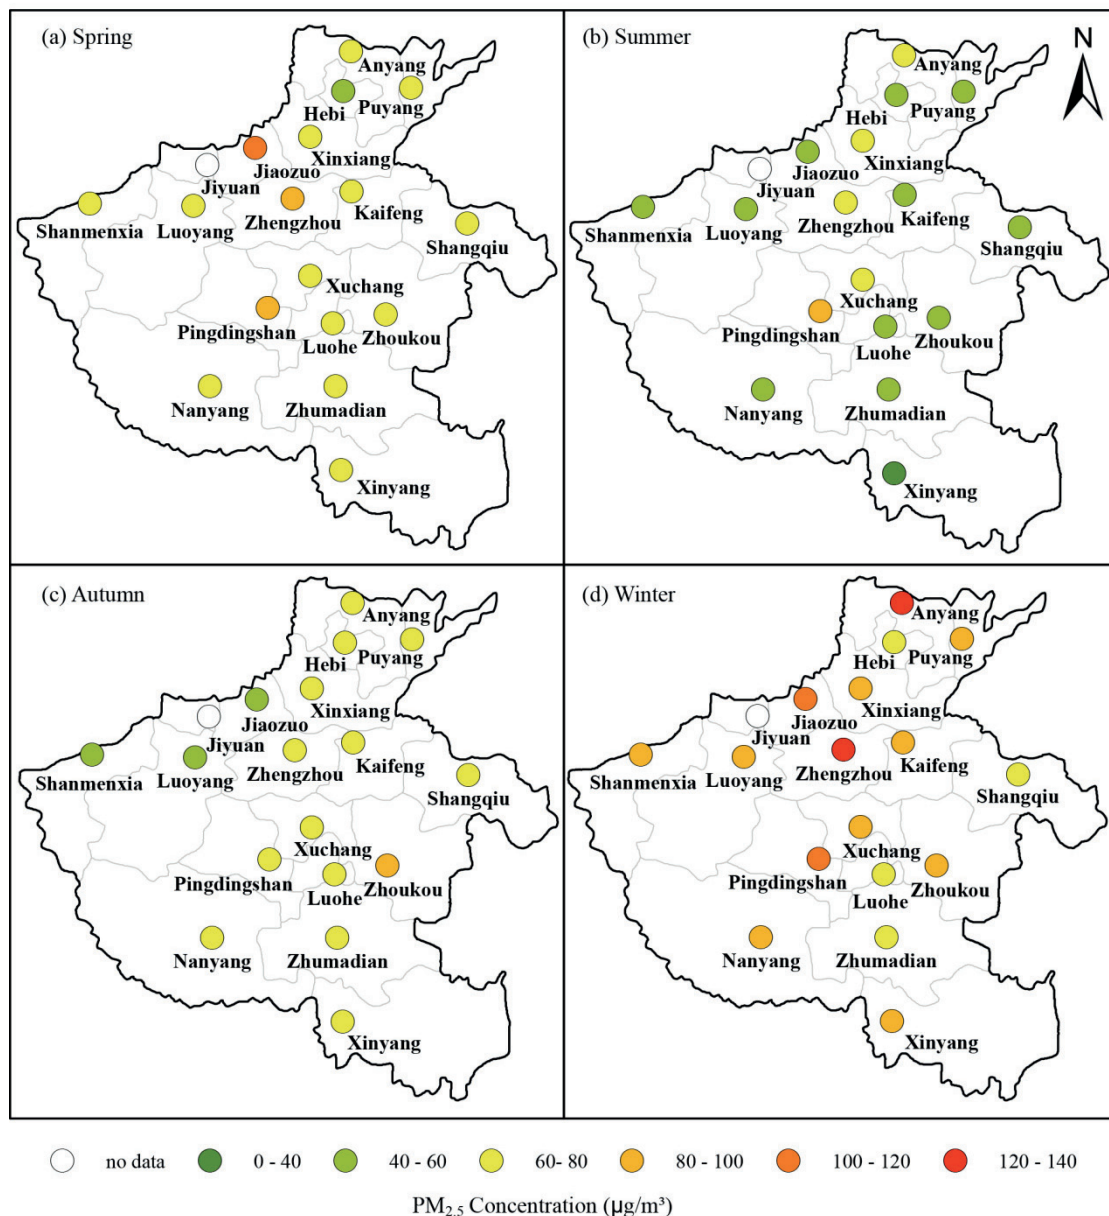 (a) Spring
Anyang
Hebi
Puyang
Xinxiang
Jiaozuo
Jiyuan
Zhengzhou
Kaifeng
Shanmenxia
Luoyang
Shangqiu
Xuchang
Pingdingshan
Luohe
Zhoukou
Nanyang
Zhumadian
Xinyang
(b) Summer
N
Anyang
Hebi
Puyang
Xinxiang
Jiaozuo
Jiyuan
Zhengzhou
Kaifeng
Shanmenxia
Luoyang
Shangqiu
Xuchang
Pingdingshan
Luohe
Zhoukou
Nanyang
Zhumadian
Xinyang
(c) Autumn
Anyang
Hebi
Puyang
Xinxiang
Jiaozuo
Jiyuan
Zhengzhou
Kaifeng
Shanmenxia
Luoyang
Shangqiu
Xuchang
Pingdingshan
Luohe
Zhoukou
Nanyang
Zhumadian
Xinyang
(d) Winter
Anyang
Hebi
Puyang
Xinxiang
Jiaozuo
Jiyuan
Zhengzhou
Kaifeng
Shanmenxia
Luoyang
Shangqiu
Xuchang
Pingdingshan
Luohe
Zhoukou
Nanyang
Zhumadian
Xinyang
no data 0 - 40 40 - 60 60- 80 80 - 100 100 - 120 120 - 140
PM2.5 Concentration (μg/m³)